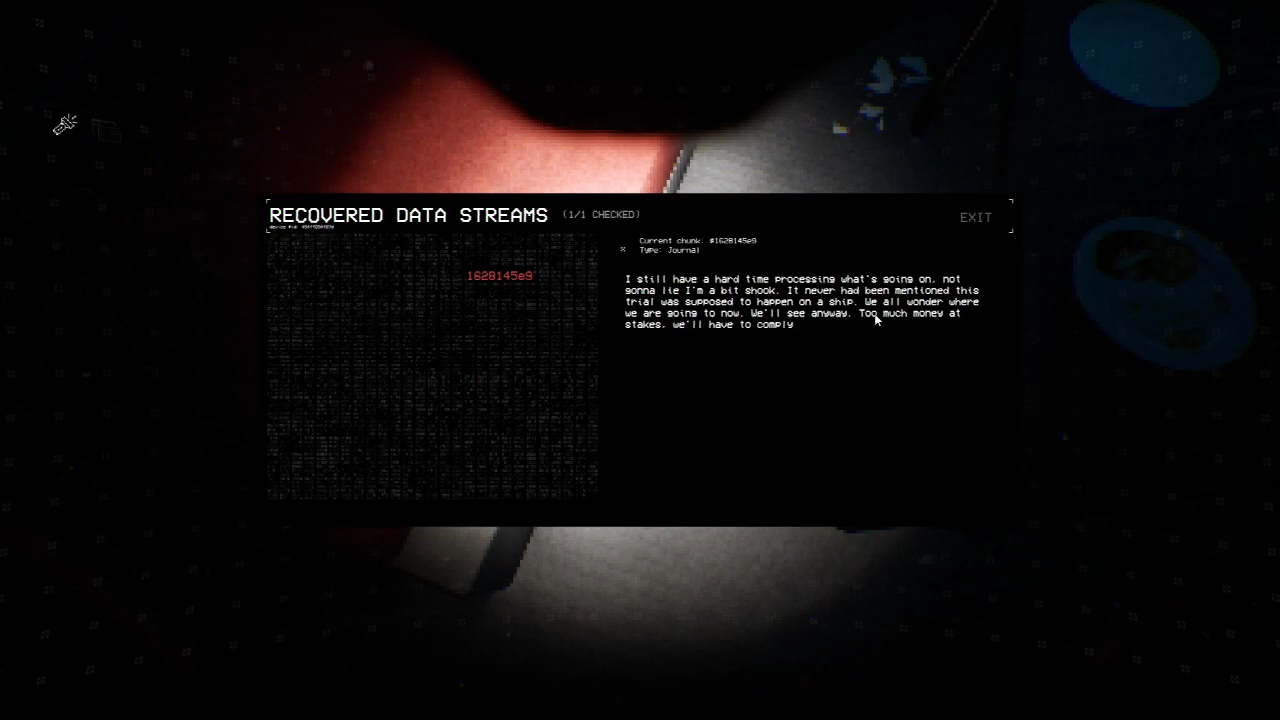 RECOVERED DATA STREAMS (1/1 CHECKED)
EXIT
Current chunk: #1628145e9
x Type: Journal
1628145e9
I still have a hard time processing what's going on, not
gonna lie I'm a bit shook. It never had been mentioned this
trial was supposed to happen on a ship. We all wonder where
we are going to now. We'll see anyway. Too much money at
stakes, we'll have to comply